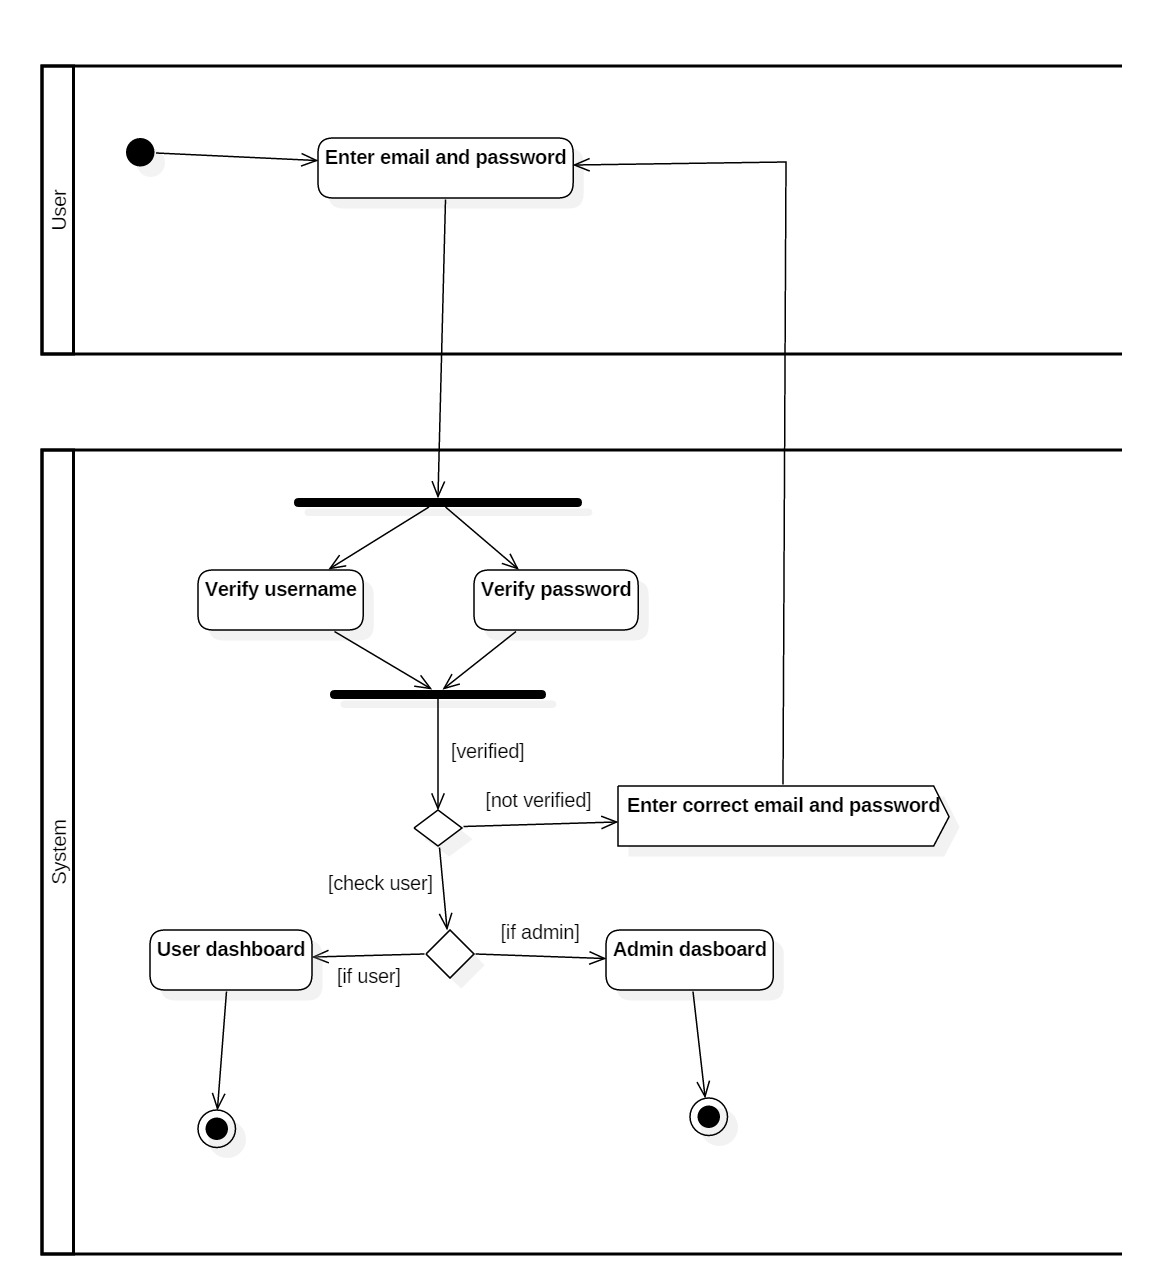 User
Enter email and password
System
Verify username
Verify password
[verified]
[not verified]
Enter correct email and password
[check user]
[if admin]
User dashboard
Admin dasboard
[if user]